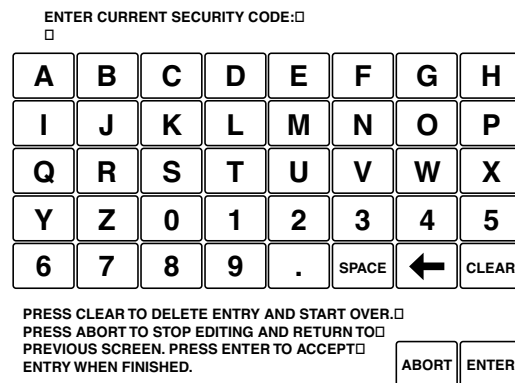 ENTER CURRENT SECURITY CODE:□
□
A B C D E F G H
I J K L M N O P
Q R S T U V W X
Y Z 0 1 2 3 4 5
6 7 8 9 . SPACE ← CLEAR
PRESS CLEAR TO DELETE ENTRY AND START OVER.□
PRESS ABORT TO STOP EDITING AND RETURN TO□
PREVIOUS SCREEN. PRESS ENTER TO ACCEPT□
ENTRY WHEN FINISHED.
ABORT ENTER